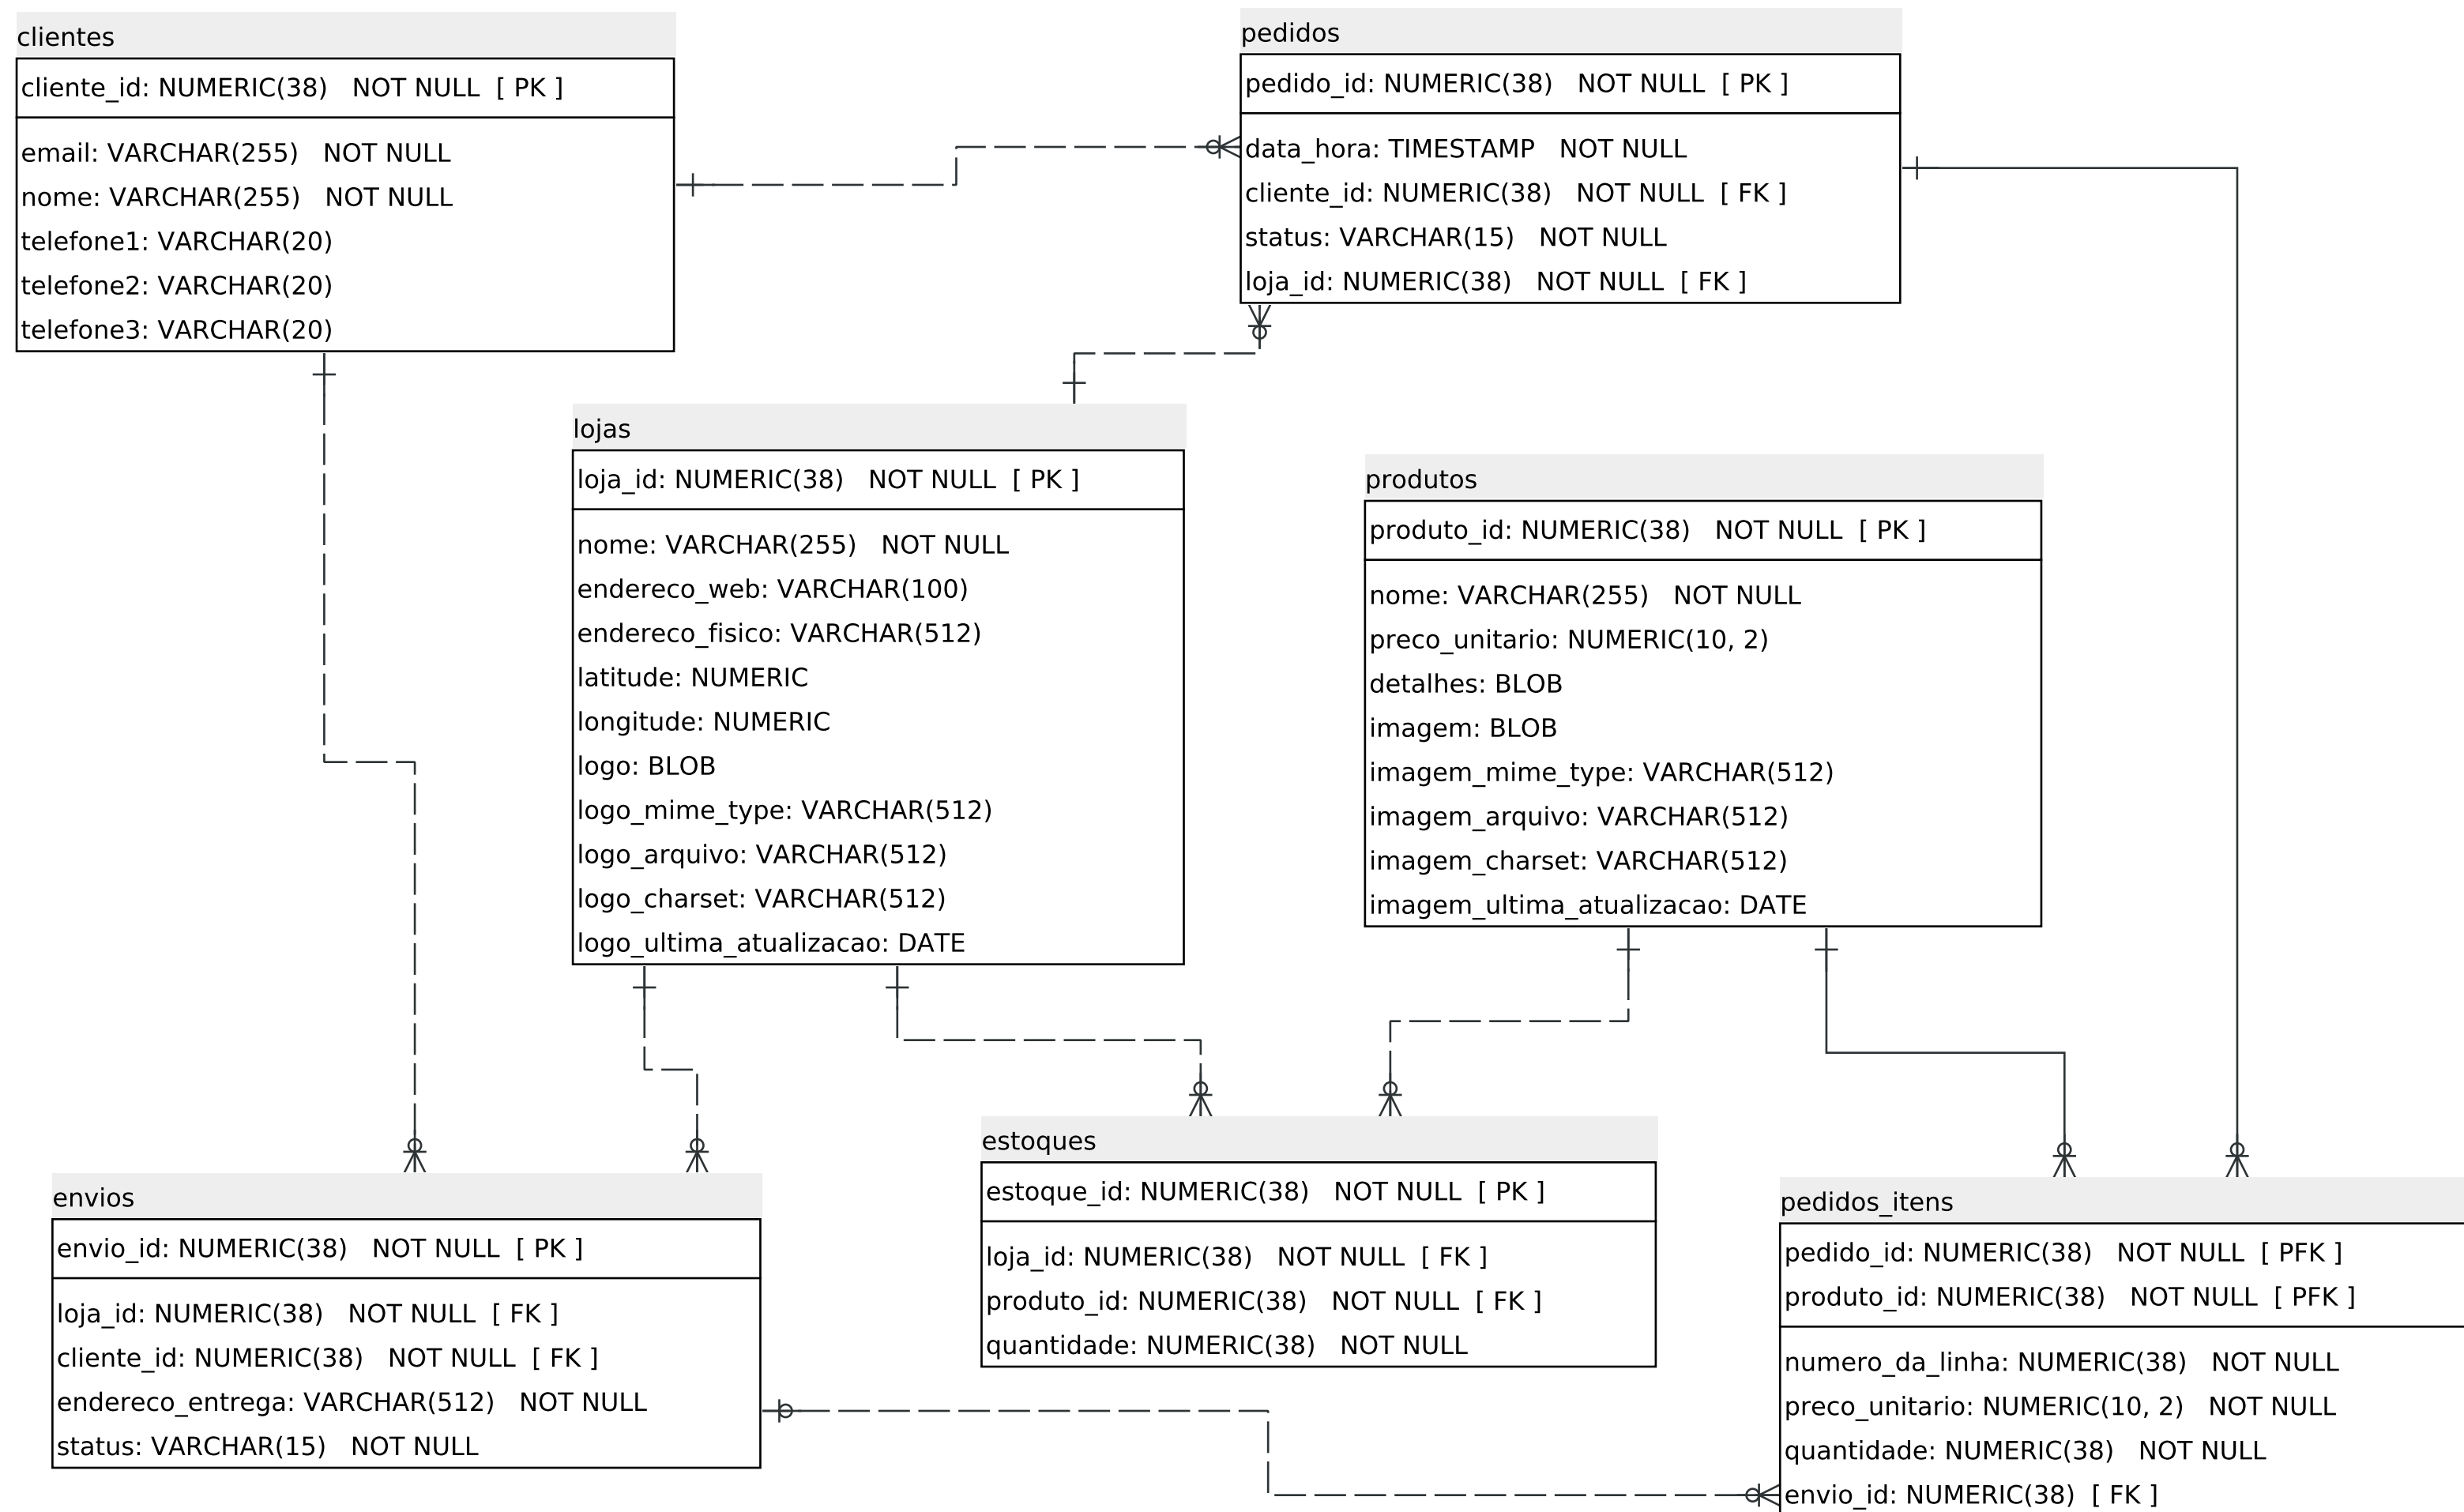 clientes
cliente_id: NUMERIC(38) NOT NULL [ PK ]
email: VARCHAR(255) NOT NULL
nome: VARCHAR(255) NOT NULL
telefone1: VARCHAR(20)
telefone2: VARCHAR(20)
telefone3: VARCHAR(20)
pedidos
pedido_id: NUMERIC(38) NOT NULL [ PK ]
data_hora: TIMESTAMP NOT NULL
cliente_id: NUMERIC(38) NOT NULL [ FK ]
status: VARCHAR(15) NOT NULL
loja_id: NUMERIC(38) NOT NULL [ FK ]
lojas
loja_id: NUMERIC(38) NOT NULL [ PK ]
nome: VARCHAR(255) NOT NULL
endereco_web: VARCHAR(100)
endereco_fisico: VARCHAR(512)
latitude: NUMERIC
longitude: NUMERIC
logo: BLOB
logo_mime_type: VARCHAR(512)
logo_arquivo: VARCHAR(512)
logo_charset: VARCHAR(512)
logo_ultima_atualizacao: DATE
produtos
produto_id: NUMERIC(38) NOT NULL [ PK ]
nome: VARCHAR(255) NOT NULL
preco_unitario: NUMERIC(10, 2)
detalhes: BLOB
imagem: BLOB
imagem_mime_type: VARCHAR(512)
imagem_arquivo: VARCHAR(512)
imagem_charset: VARCHAR(512)
imagem_ultima_atualizacao: DATE
envios
envio_id: NUMERIC(38) NOT NULL [ PK ]
loja_id: NUMERIC(38) NOT NULL [ FK ]
cliente_id: NUMERIC(38) NOT NULL [ FK ]
endereco_entrega: VARCHAR(512) NOT NULL
status: VARCHAR(15) NOT NULL
estoques
estoque_id: NUMERIC(38) NOT NULL [ PK ]
loja_id: NUMERIC(38) NOT NULL [ FK ]
produto_id: NUMERIC(38) NOT NULL [ FK ]
quantidade: NUMERIC(38) NOT NULL
pedidos_itens
pedido_id: NUMERIC(38) NOT NULL [ PFK ]
produto_id: NUMERIC(38) NOT NULL [ PFK ]
numero_da_linha: NUMERIC(38) NOT NULL
preco_unitario: NUMERIC(10, 2) NOT NULL
quantidade: NUMERIC(38) NOT NULL
envio_id: NUMERIC(38) [ FK ]